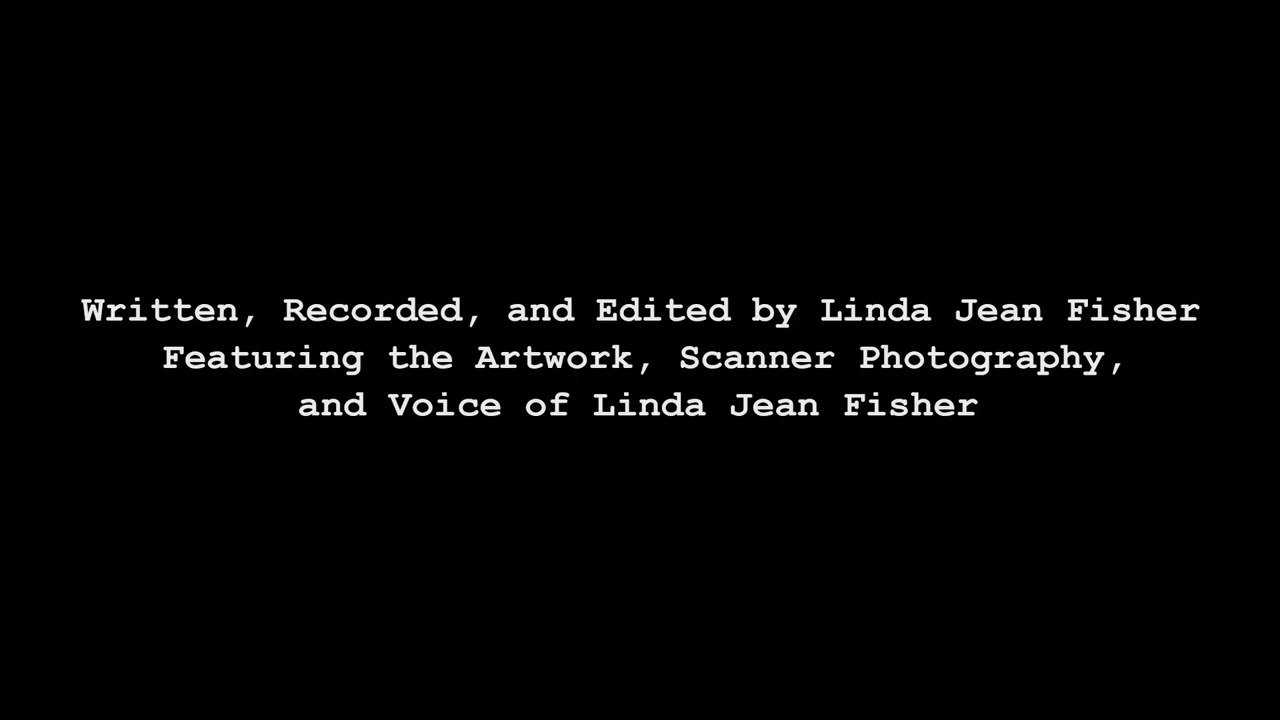 Written, Recorded, and Edited by Linda Jean Fisher
Featuring the Artwork, Scanner Photography,
and Voice of Linda Jean Fisher